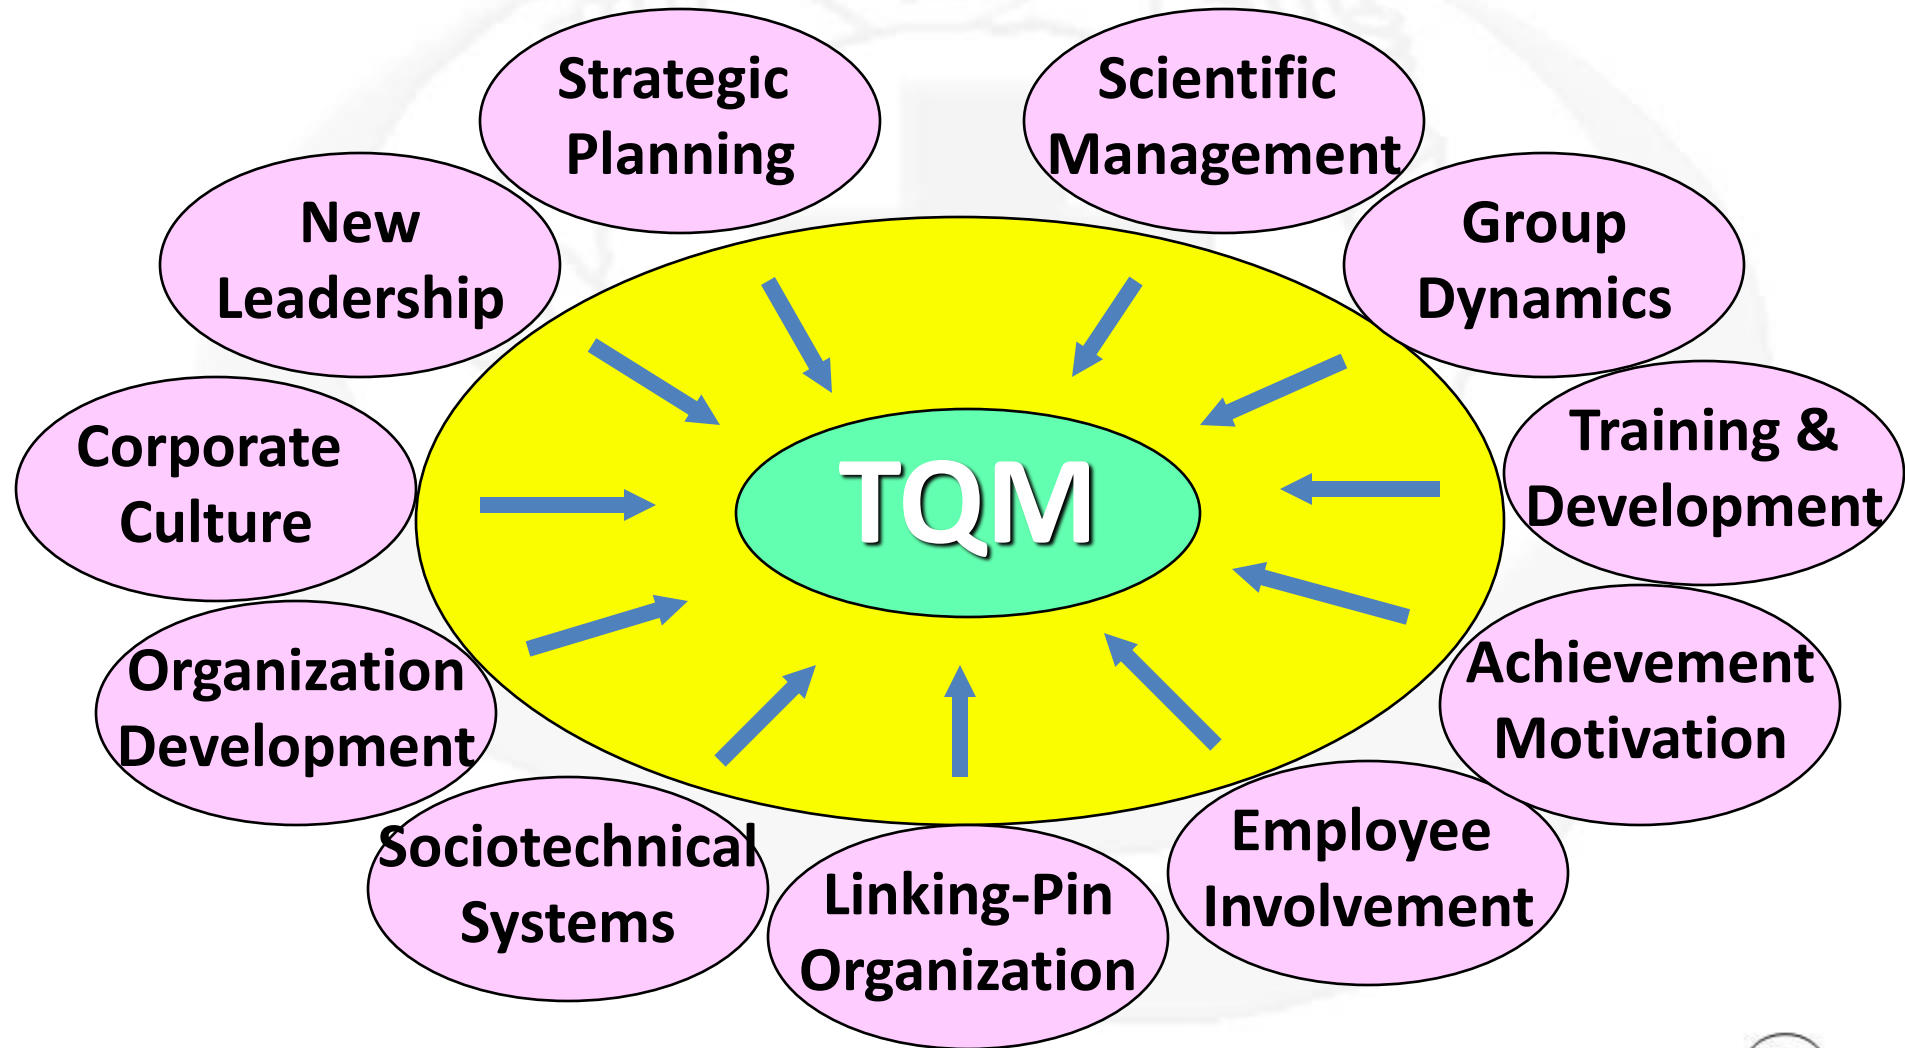 Strategic
Planning
Scientific
Management
New
Leadership
Group
Dynamics
Corporate
Culture
TQM
Training &
Development
Organization
Development
Achievement
Motivation
Sociotechnical
Systems
Linking-Pin
Organization
Employee
Involvement